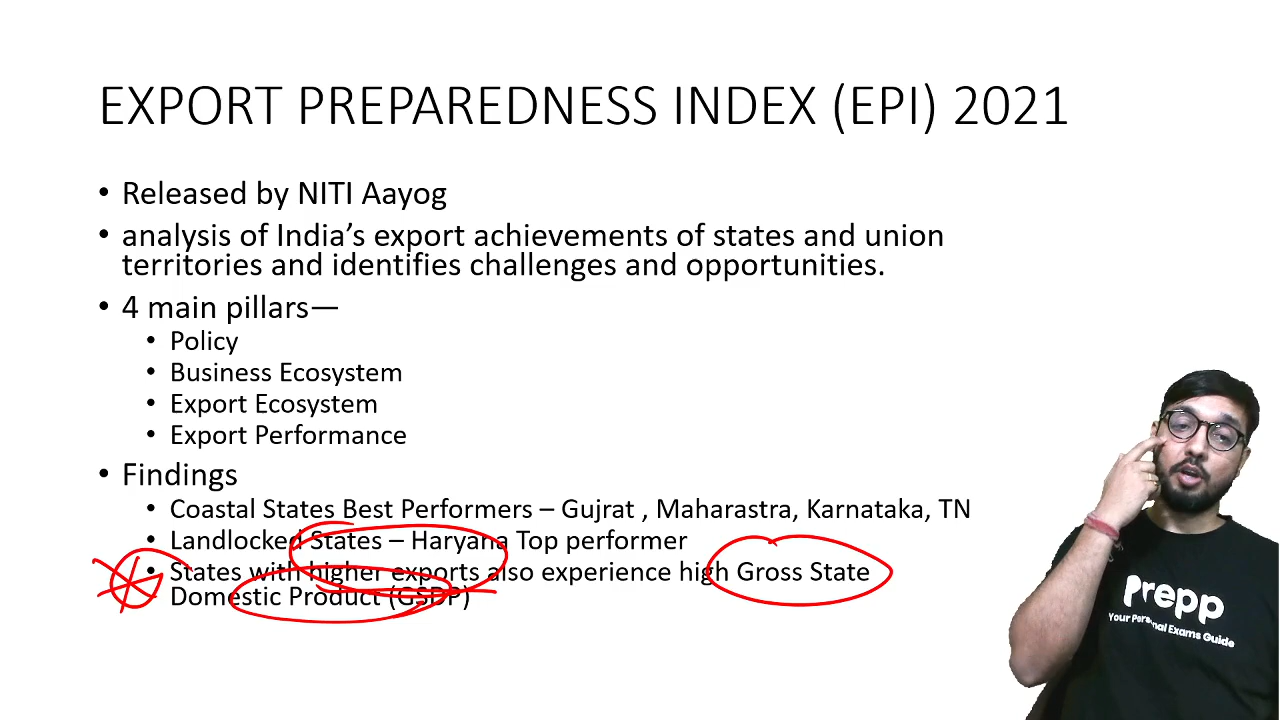 EXPORT PREPAREDNESS INDEX (EPI) 2021
• Released by NITI Aayog
• analysis of India’s export achievements of states and union
territories and identifies challenges and opportunities.
• 4 main pillars—
• Policy
• Business Ecosystem
• Export Ecosystem
• Export Performance
• Findings
• Coastal States Best Performers – Gujrat , Maharastra, Karnataka, TN
• Landlocked States – Haryana Top performer
• States with higher exports also experience high Gross State
Domestic Product (GSDP)
prepp
Your Personal Exams Guide